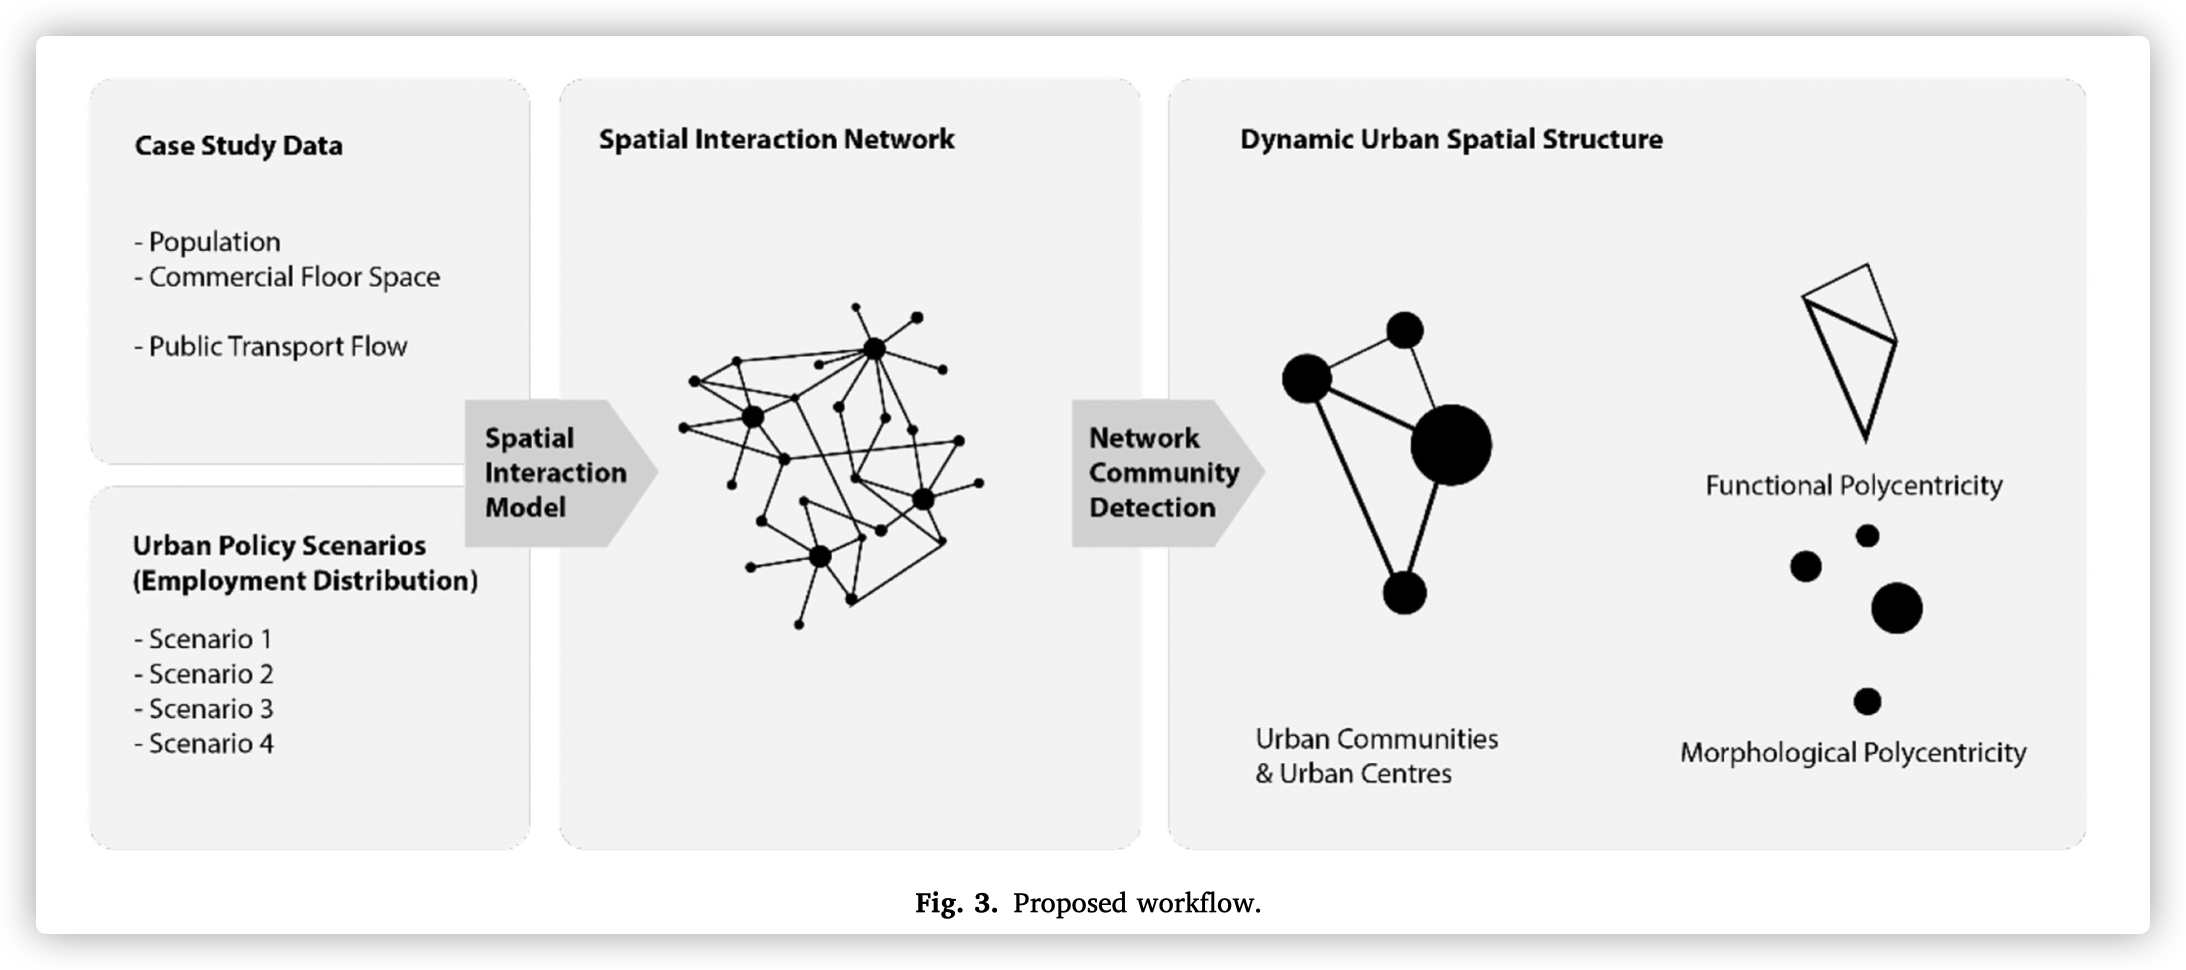 Case Study Data
- Population
- Commercial Floor Space
- Public Transport Flow
Urban Policy Scenarios
(Employment Distribution)
- Scenario 1
- Scenario 2
- Scenario 3
- Scenario 4
Spatial
Interaction
Model
Spatial Interaction Network
Network
Community
Detection
Dynamic Urban Spatial Structure
Urban Communities
& Urban Centres
Functional Polycentricity
Morphological Polycentricity
Fig. 3. Proposed workflow.